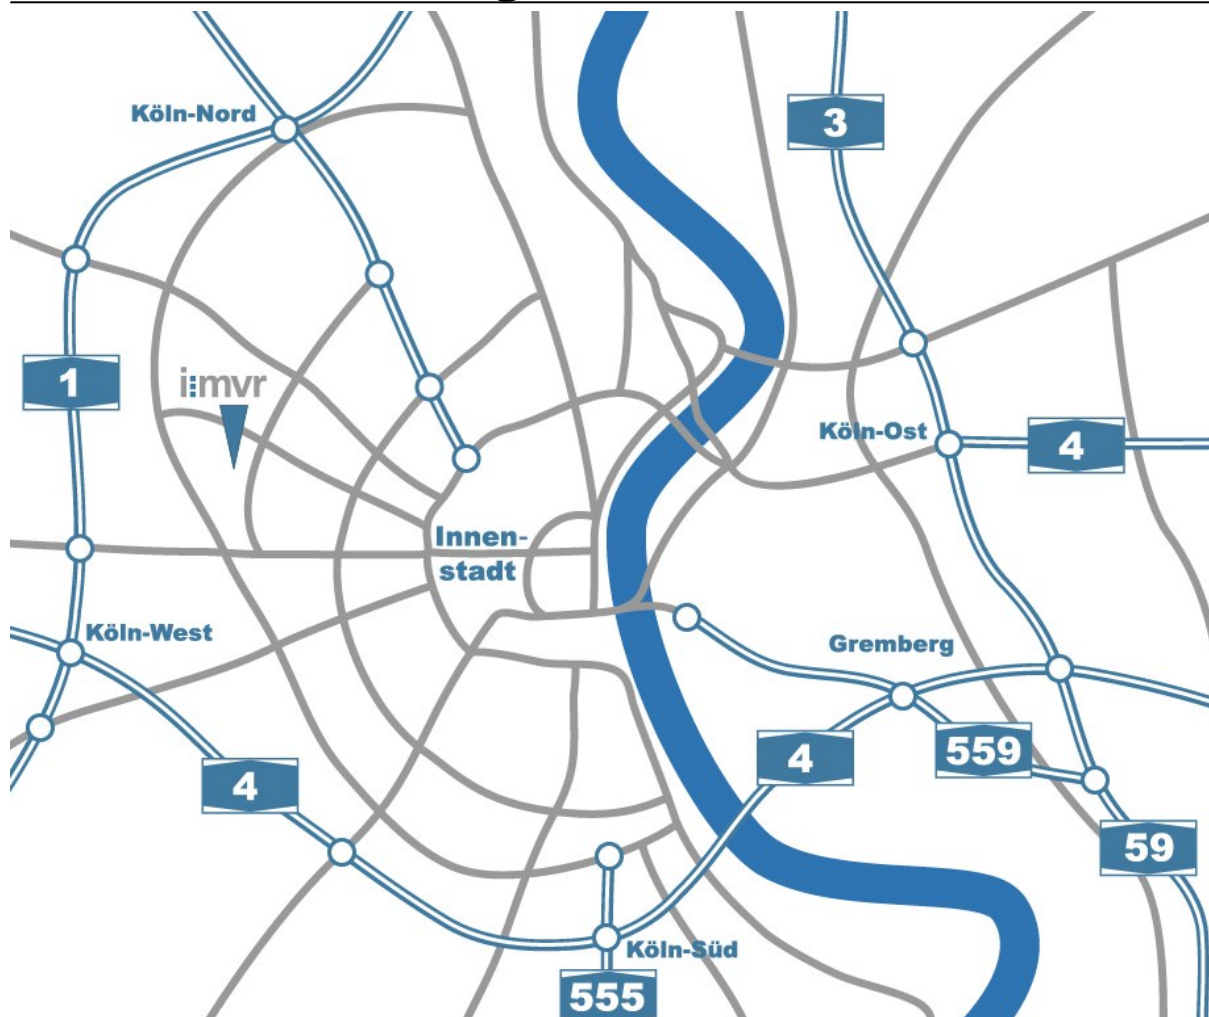 Köln-Nord
3
1
i:mvr
Köln-Ost
4
Innen-
stadt
Köln-West
Gremberg
559
4
4
59
Köln-Süd
555